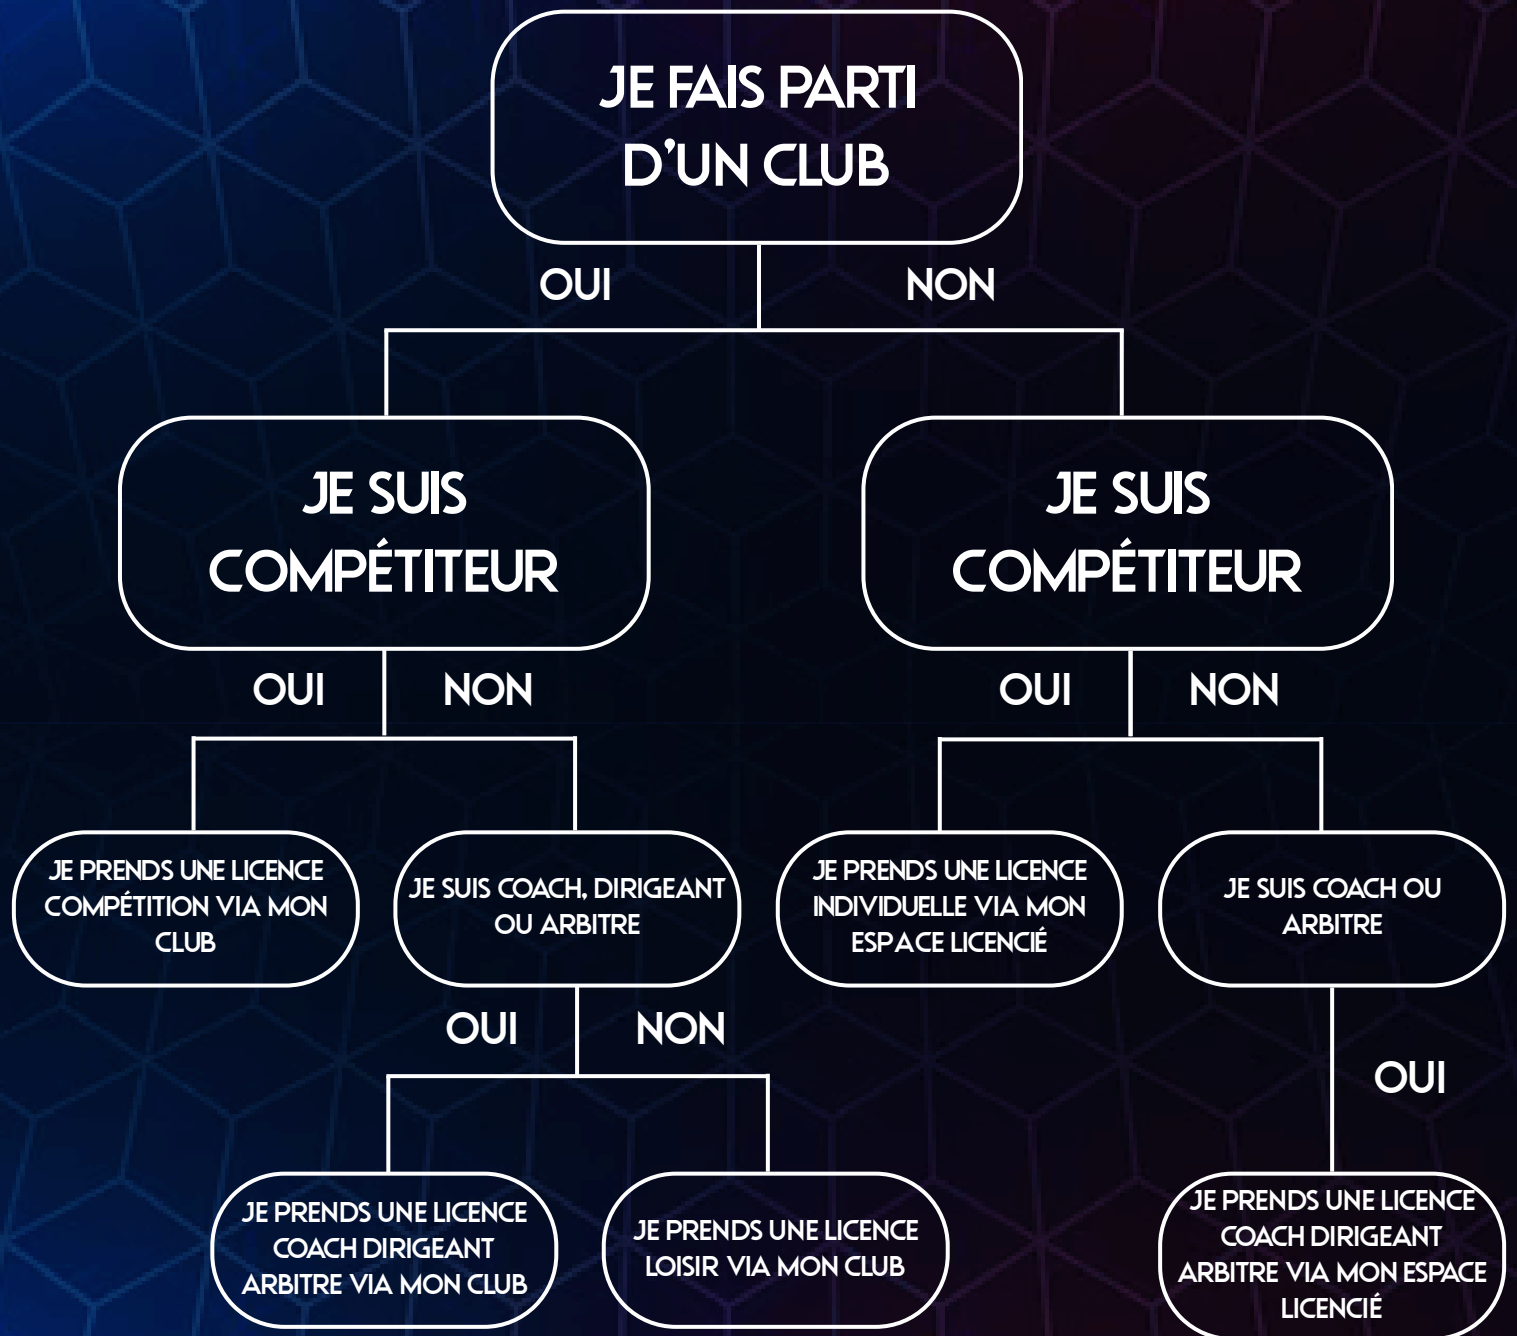 JE FAIS PARTI
D'UN CLUB
OUI
NON
JE SUIS
COMPÉTITEUR
JE SUIS
COMPÉTITEUR
OUI
NON
OUI
NON
JE PRENDS UNE LICENCE
COMPÉTITION VIA MON
CLUB
JE SUIS COACH, DIRIGEANT
OU ARBITRE
JE PRENDS UNE LICENCE
INDIVIDUELLE VIA MON
ESPACE LICENCIÉ
JE SUIS COACH OU
ARBITRE
OUI
NON
OUI
JE PRENDS UNE LICENCE
COACH DIRIGEANT
ARBITRE VIA MON CLUB
JE PRENDS UNE LICENCE
LOISIR VIA MON CLUB
JE PRENDS UNE LICENCE
COACH DIRIGEANT
ARBITRE VIA MON ESPACE
LICENCIÉ